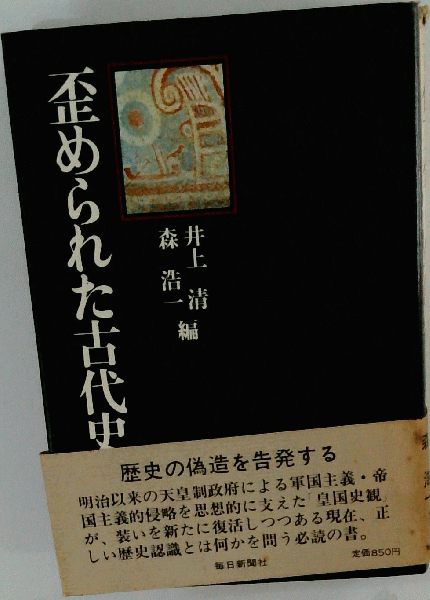 歪められた古代史
井上 清
森 浩一 編
歴史の偽造を告発する
明治以来の天皇制政府による軍国主義・帝
国主義的侵略を思想的に支えた「皇国史観」
が、装いを新たに復活しつつある現在、正
しい歴史認識とは何かを問う必読の書。
定価850円
毎日新聞社